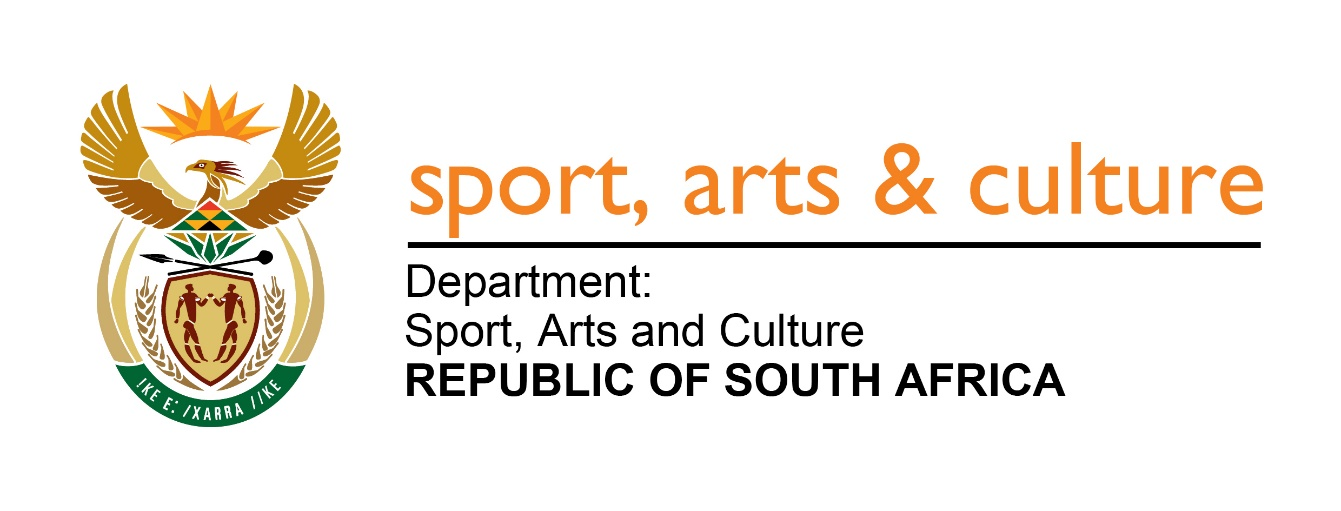 sport, arts & culture
Department:
Sport, Arts and Culture
REPUBLIC OF SOUTH AFRICA
!KE E: /XARRA //KE